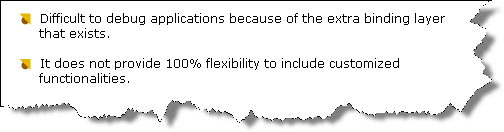 Difficult to debug applications because of the extra binding layer
that exists.
It does not provide 100% flexibility to include customized
functionalities.